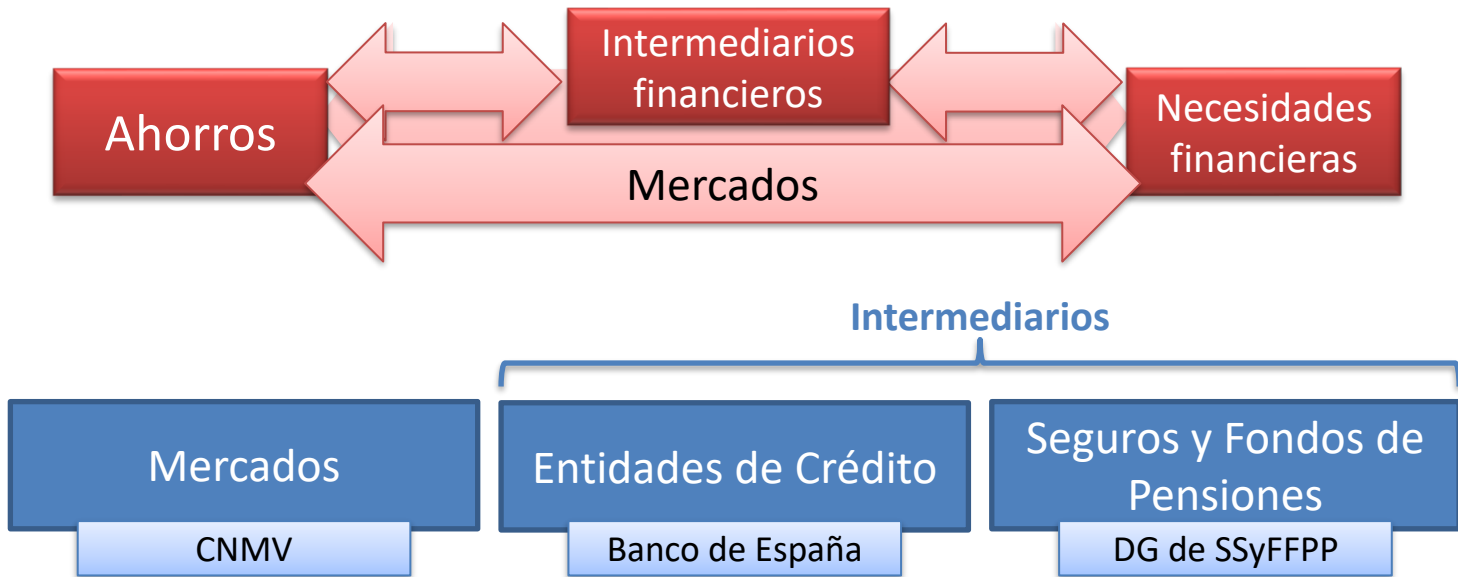 Ahorros
Intermediarios
financieros
Necesidades
financieras
Mercados
Intermediarios
Mercados
CNMV
Entidades de Crédito
Banco de España
Seguros y Fondos de
Pensiones
DG de SSyFFPP